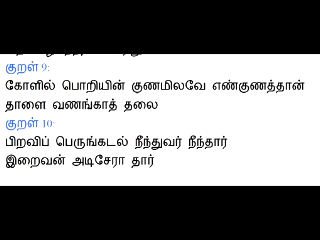 குறள் 9:
கோளில் பொறியின் குணமிலவே எண்குணத்தான்
தாளை வணங்காத் தலை
குறள் 10:
பிறவிப் பெருங்கடல் நீந்துவர் நீந்தார்
இறைவன் அடிசேரா தார்